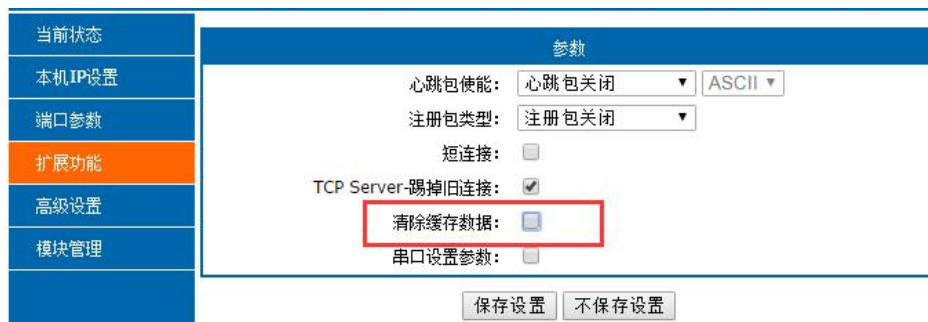 当前状态
本机IP设置
端口参数
扩展功能
高级设置
模块管理
参数
心跳包使能： 心跳包关闭 ASCII
注册包类型： 注册包关闭
短连接：
TCP Server-踢掉旧连接：
清除缓存数据：
串口设置参数：
保存设置 不保存设置